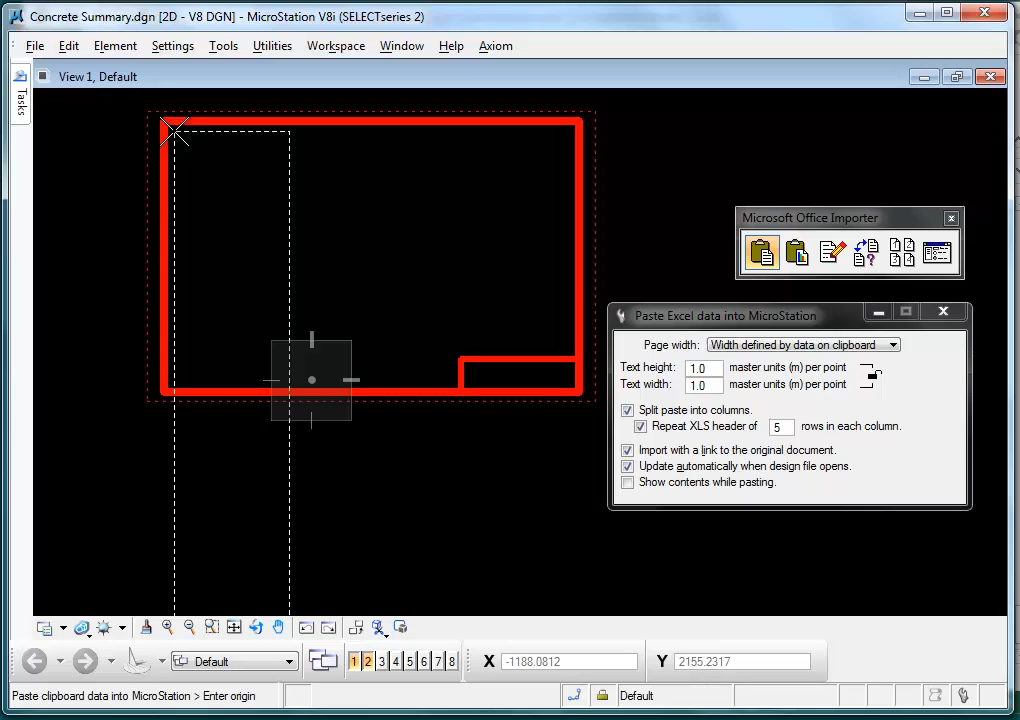 Concrete Summary.dgn [2D - V8 DGN] - MicroStation V8i (SELECTseries 2)
File Edit Element Settings Tools Utilities Workspace Window Help Axiom
View 1, Default
Tasks
Microsoft Office Importer
1 2
3 4
Paste Excel data into MicroStation
Page width: Width defined by data on clipboard
Text height: 1.0 master units (m) per point
Text width: 1.0 master units (m) per point
Split paste into columns.
Repeat XLS header of 5 rows in each column.
Import with a link to the original document.
Update automatically when design file opens.
Show contents while pasting.
Default 1 2 3 4 5 6 7 8 X -1188.0812 Y 2155.2317
Paste clipboard data into MicroStation > Enter origin Default